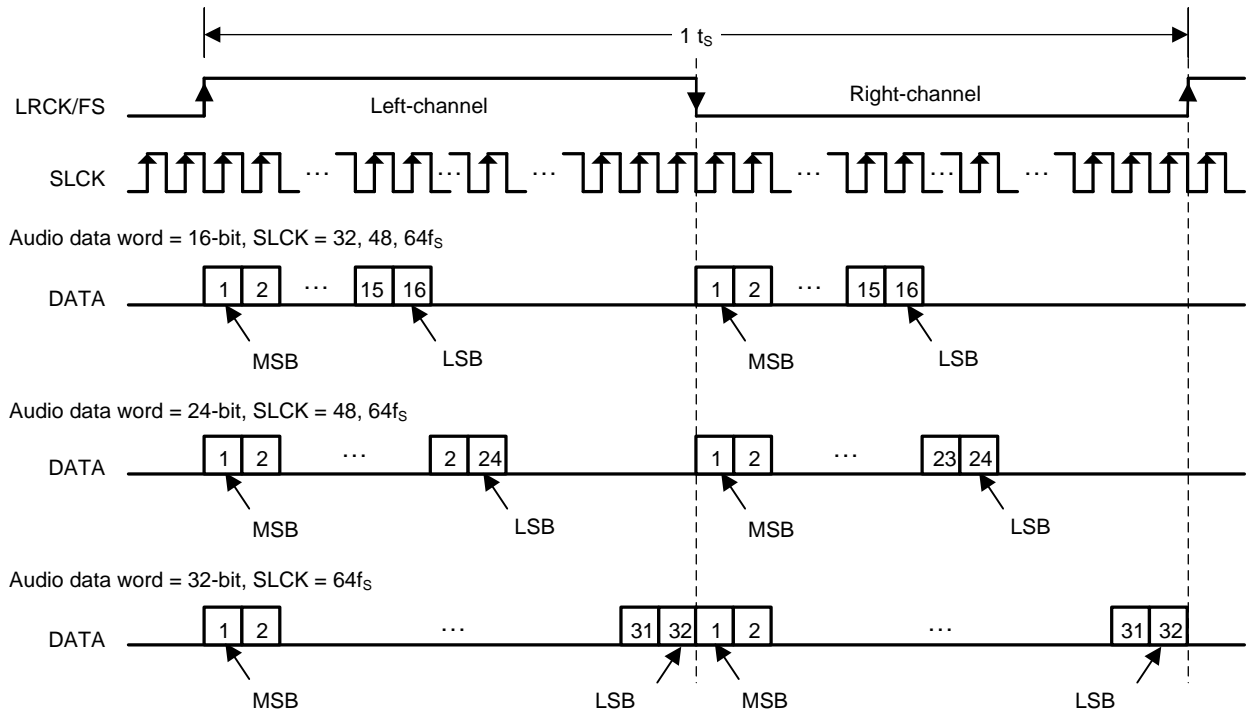 1 tS
LRCK/FS Left-channel Right-channel
SLCK ... ... ... ... ... ...
Audio data word = 16-bit, SLCK = 32, 48, 64fS
DATA 1 2 ... 15 16 1 2 ... 15 16
MSB LSB MSB LSB
Audio data word = 24-bit, SLCK = 48, 64fS
DATA 1 2 ... 2 24 1 2 ... 23 24
MSB LSB MSB LSB
Audio data word = 32-bit, SLCK = 64fS
DATA 1 2 ... 31 32 1 2 ... 31 32
MSB LSB MSB LSB